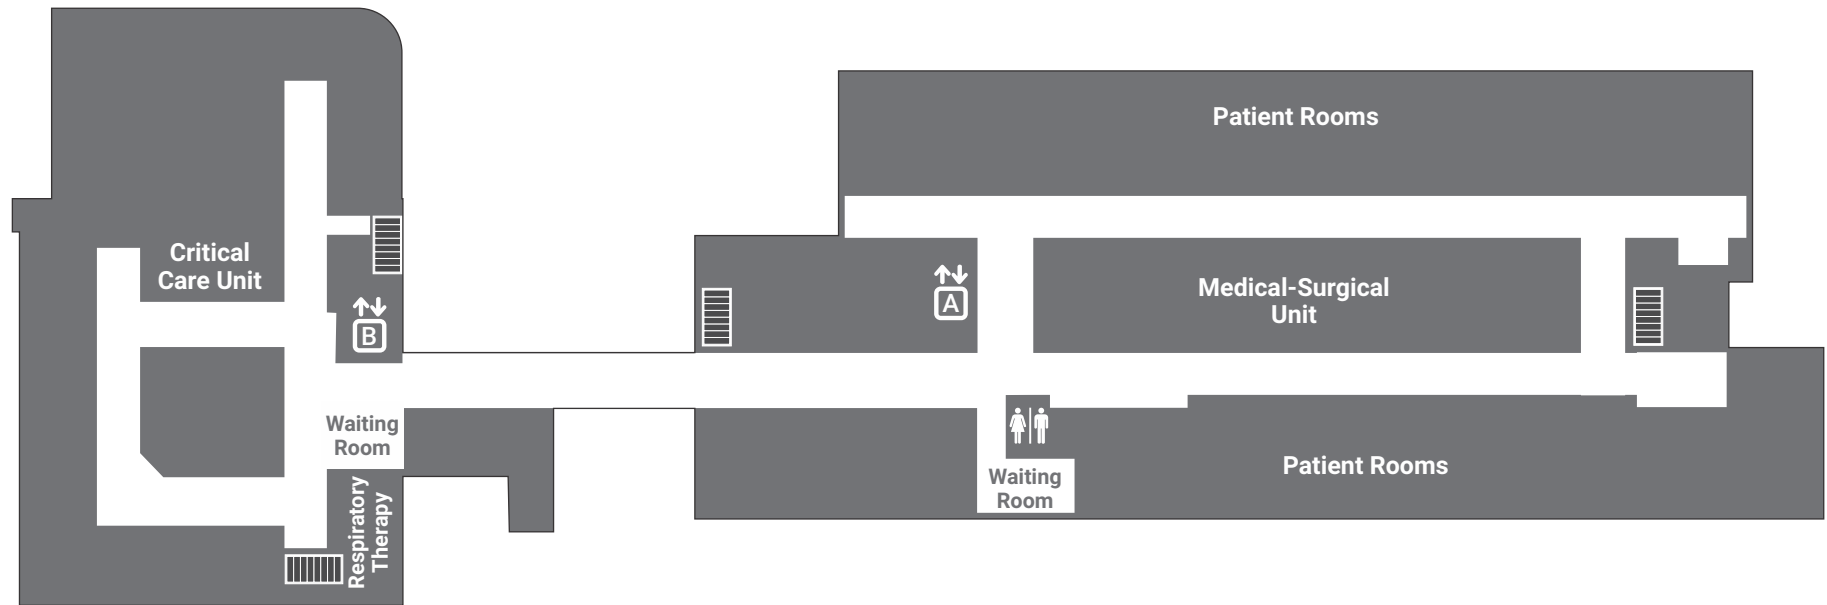 Patient Rooms
Critical
Care Unit
B
A
Medical-Surgical
Unit
Waiting
Room
Respiratory
Therapy
Waiting
Room
Patient Rooms